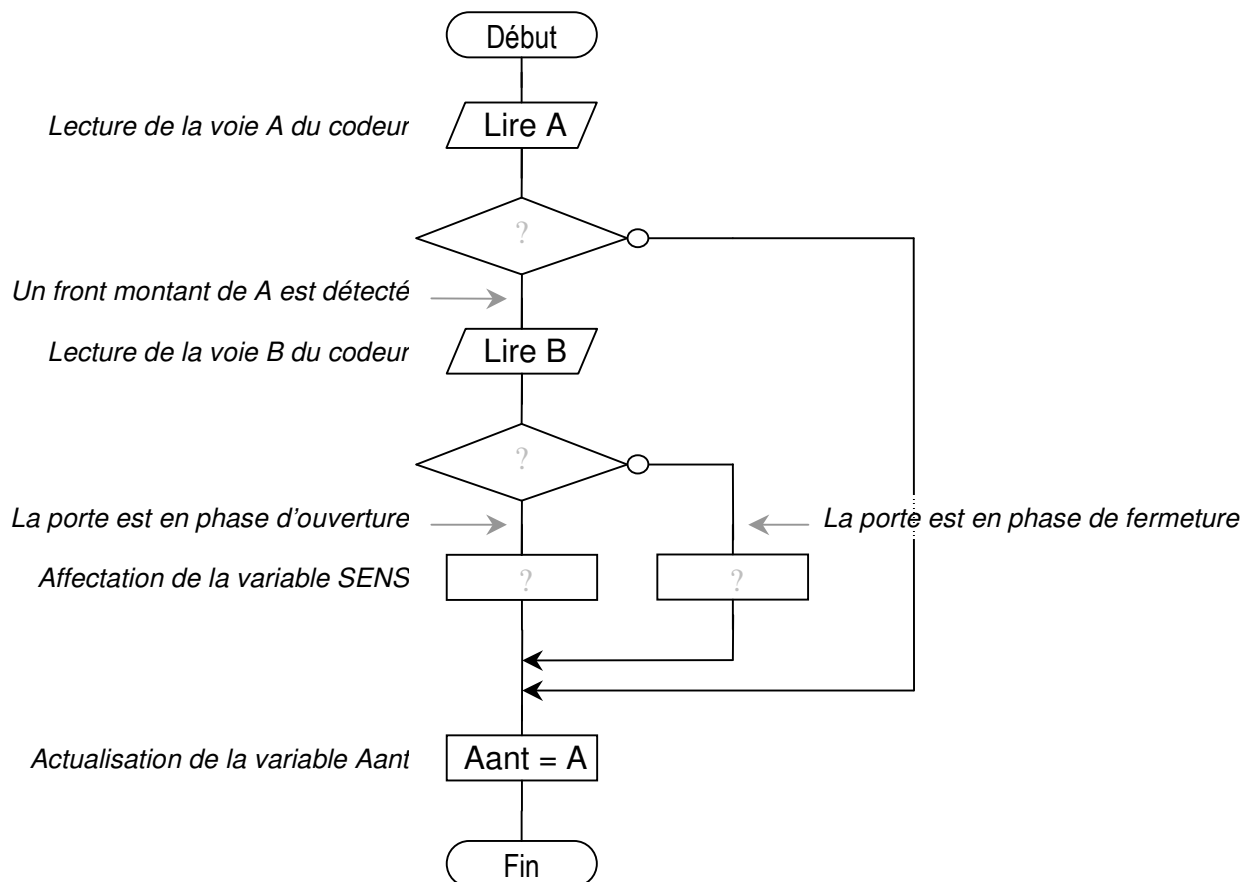 Début
Lecture de la voie A du codeur
Lire A
?
Un front montant de A est détecté
Lecture de la voie B du codeur
Lire B
?
La porte est en phase d'ouverture
La porte est en phase de fermeture
Affectation de la variable SENS
?
?
Actualisation de la variable Aant
Aant = A
Fin